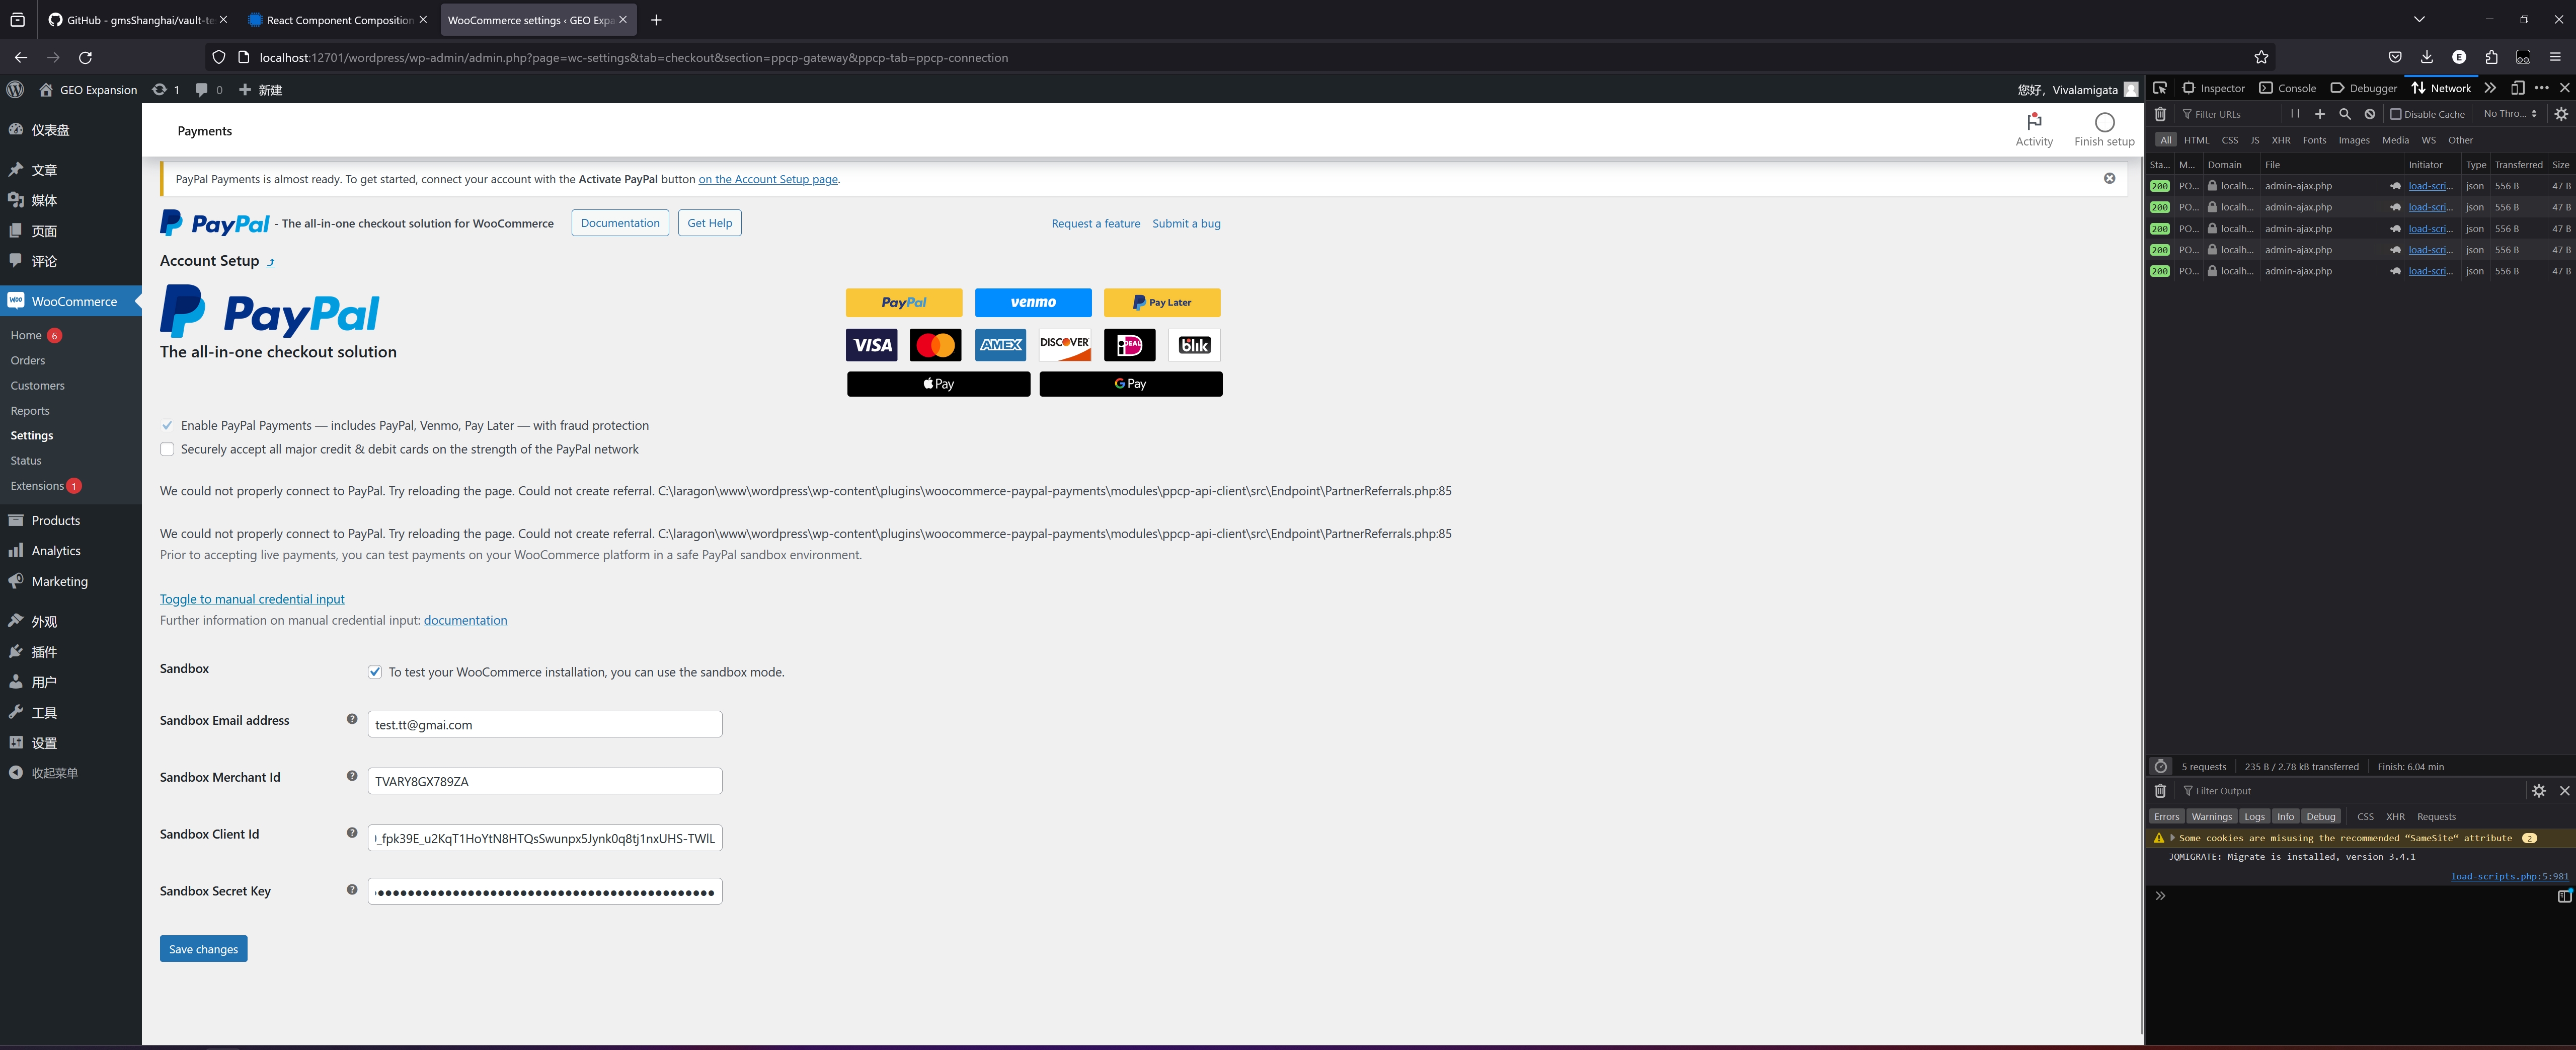 GitHub - gmsShanghai/vault-te
React Component Composition
WooCommerce settings ‹ GEO Expa
localhost:12701/wordpress/wp-admin/admin.php?page=wc-settings&tab=checkout&section=ppcp-gateway&ppcp-tab=ppcp-connection
E
GEO Expansion
1
0
新建
您好，Vivalamigata
仪表盘
文章
媒体
页面
评论
WooCommerce
Home 6
Orders
Customers
Reports
Settings
Status
Extensions 1
Products
Analytics
Marketing
外观
插件
用户
工具
设置
收起菜单
Payments
Activity
Finish setup
PayPal Payments is almost ready. To get started, connect your account with the Activate PayPal button on the Account Setup page.
PayPal - The all-in-one checkout solution for WooCommerce
Documentation
Get Help
Request a feature
Submit a bug
Account Setup
PayPal
The all-in-one checkout solution
PayPal
venmo
Pay Later
VISA
AMEX
DISCOVER
iDEAL
blik
Pay
G Pay
Enable PayPal Payments — includes PayPal, Venmo, Pay Later — with fraud protection
Securely accept all major credit & debit cards on the strength of the PayPal network
We could not properly connect to PayPal. Try reloading the page. Could not create referral. C:\laragon\www\wordpress\wp-content\plugins\woocommerce-paypal-payments\modules\ppcp-api-client\src\Endpoint\PartnerReferrals.php:85
We could not properly connect to PayPal. Try reloading the page. Could not create referral. C:\laragon\www\wordpress\wp-content\plugins\woocommerce-paypal-payments\modules\ppcp-api-client\src\Endpoint\PartnerReferrals.php:85
Prior to accepting live payments, you can test payments on your WooCommerce platform in a safe PayPal sandbox environment.
Toggle to manual credential input
Further information on manual credential input: documentation
Sandbox
To test your WooCommerce installation, you can use the sandbox mode.
Sandbox Email address
test.tt@gmai.com
Sandbox Merchant Id
TVARY8GX789ZA
Sandbox Client Id
_fpk39E_u2KqT1HoYtN8HTQsSwunpx5Jynk0q8tj1nxUHS-TWlL
Sandbox Secret Key
Save changes
Inspector
Console
Debugger
Network
Filter URLs
Disable Cache
No Thro...
All HTML CSS JS XHR Fonts Images Media WS Other
Sta... M... Domain File Initiator Type Transferred Size
200 PO... localh... admin-ajax.php load-scri... json 556 B 47 B
200 PO... localh... admin-ajax.php load-scri... json 556 B 47 B
200 PO... localh... admin-ajax.php load-scri... json 556 B 47 B
200 PO... localh... admin-ajax.php load-scri... json 556 B 47 B
200 PO... localh... admin-ajax.php load-scri... json 556 B 47 B
5 requests
235 B / 2.78 kB transferred
Finish: 6.04 min
Filter Output
Errors Warnings Logs Info Debug CSS XHR Requests
Some cookies are misusing the recommended “SameSite“ attribute 2
JQMIGRATE: Migrate is installed, version 3.4.1
load-scripts.php:5:981